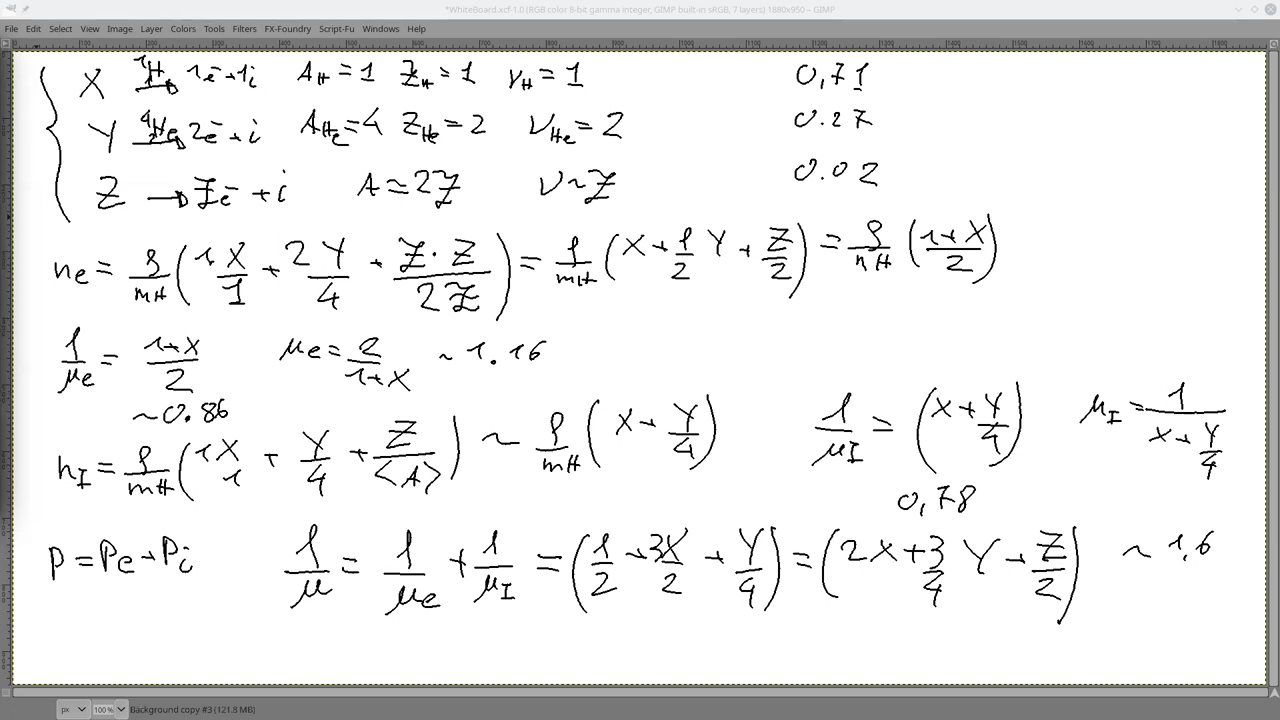 *WhiteBoard.xcf-1.0 (RGB color 8-bit gamma integer, GIMP built-in sRGB, 7 layers) 1880x950 – GIMP
File Edit Select View Image Layer Colors Tools Filters FX-Foundry Script-Fu Windows Help
X ¹H → 1e⁻+1i A_H=1 Z_H=1 ν_H=1 0,71
Y ⁴He → 2e⁻+i A_He=4 Z_He=2 ν_He=2 0.27
Z → Ze⁻+i A≃2Z ν~Z 0.02
n_e = ρ/m_H (1X/1 + 2Y/4 + Z·Z/2Z) = ρ/m_H (X + 1/2 Y + Z/2) = ρ/m_H ((1+X)/2)
1/μ_e = (1+X)/2 μ_e = 2/(1+X) ~ 1.16
~0.86
n_I = ρ/m_H (1X/1 + Y/4 + Z/<A>) ~ ρ/m_H (X + Y/4) 1/μ_I = (X + Y/4) μ_I = 1/(X + Y/4)
0,78
P = P_e + P_i 1/μ = 1/μ_e + 1/μ_I = (1/2 + 3X/2 + Y/4) = (2X + 3/4 Y + Z/2) ~ 1,6
px 100% Background copy #3 (121.8 MB)